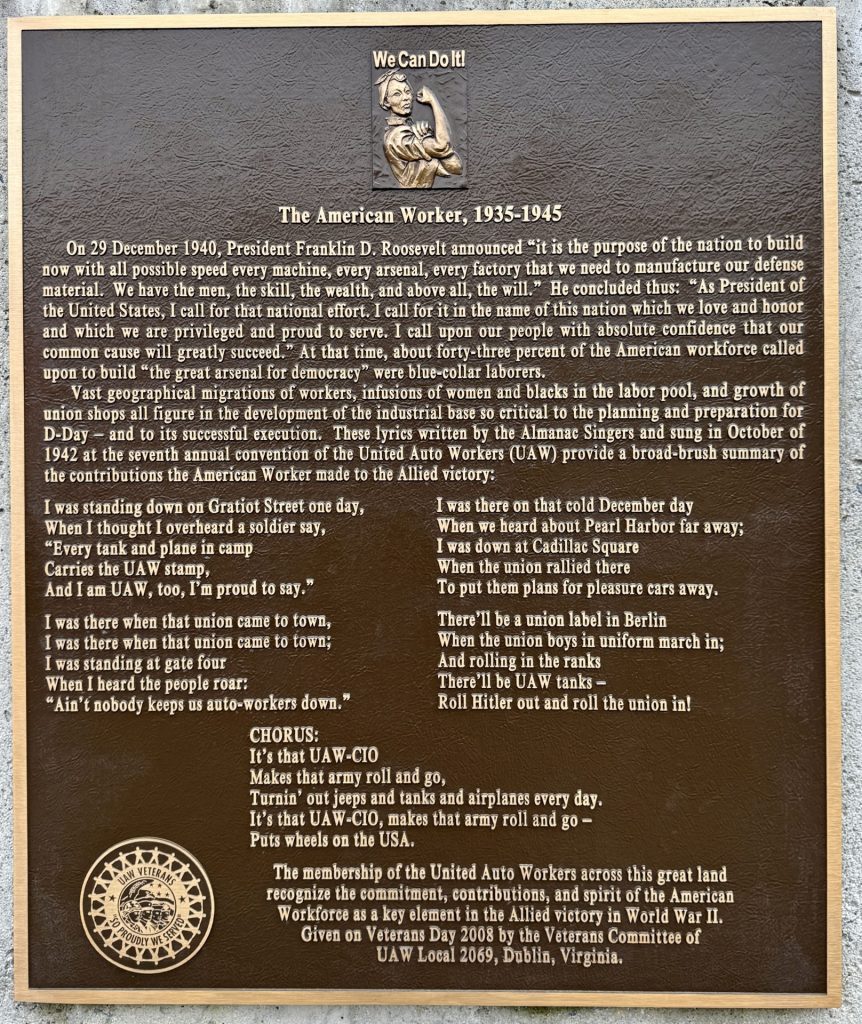 We Can Do It!
The American Worker, 1935-1945
On 29 December 1940, President Franklin D. Roosevelt announced “it is the purpose of the nation to build
now with all possible speed every machine, every arsenal, every factory that we need to manufacture our defense
material.  We have the men, the skill, the wealth, and above all, the will.”  He concluded thus:  “As President of
the United States, I call for that national effort. I call for it in the name of this nation which we love and honor
and which we are privileged and proud to serve. I call upon our people with absolute confidence that our
common cause will greatly succeed.” At that time, about forty-three percent of the American workforce called
upon to build “the great arsenal for democracy” were blue-collar laborers.
Vast geographical migrations of workers, infusions of women and blacks in the labor pool, and growth of
union shops all figure in the development of the industrial base so critical to the planning and preparation for
D-Day – and to its successful execution.  These lyrics written by the Almanac Singers and sung in October of
1942 at the seventh annual convention of the United Auto Workers (UAW) provide a broad-brush summary of
the contributions the American Worker made to the Allied victory:
I was standing down on Gratiot Street one day,
When I thought I overheard a soldier say,
“Every tank and plane in camp
Carries the UAW stamp,
And I am UAW, too, I’m proud to say.”
I was there when that union came to town,
I was there when that union came to town;
I was standing at gate four
When I heard the people roar:
“Ain’t nobody keeps us auto-workers down.”
I was there on that cold December day
When we heard about Pearl Harbor far away;
I was down at Cadillac Square
When the union rallied there
To put them plans for pleasure cars away.
There’ll be a union label in Berlin
When the union boys in uniform march in;
And rolling in the ranks
There’ll be UAW tanks –
Roll Hitler out and roll the union in!
CHORUS:
It’s that UAW-CIO
Makes that army roll and go,
Turnin’ out jeeps and tanks and airplanes every day.
It’s that UAW-CIO, makes that army roll and go –
Puts wheels on the USA.
UAW VETERANS
SO PROUDLY WE SERVED
The membership of the United Auto Workers across this great land
recognize the commitment, contributions, and spirit of the American
Workforce as a key element in the Allied victory in World War II.
Given on Veterans Day 2008 by the Veterans Committee of
UAW Local 2069, Dublin, Virginia.